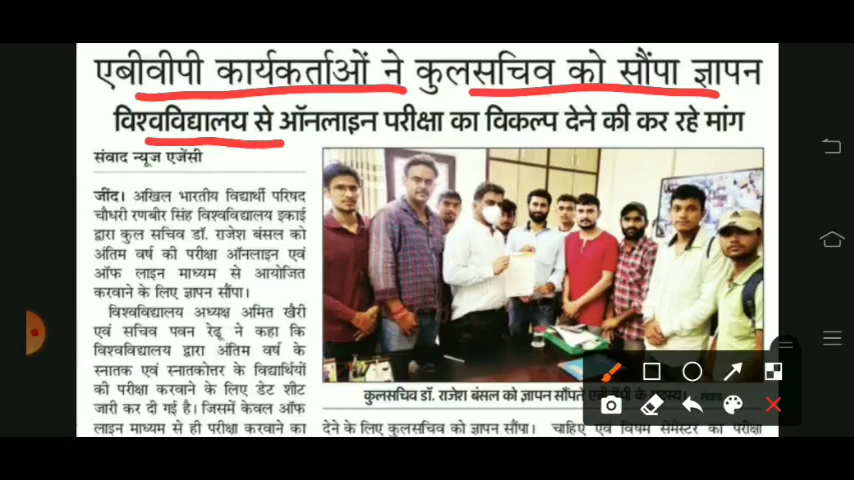 एबीवीपी कार्यकर्ताओं ने कुलसचिव को सौंपा ज्ञापन
विश्वविद्यालय से ऑनलाइन परीक्षा का विकल्प देने की कर रहे मांग
संवाद न्यूज एजेंसी
जींद। अखिल भारतीय विद्यार्थी परिषद
चौधरी रणबीर सिंह विश्वविद्यालय इकाई
द्वारा कुल सचिव डॉ. राजेश बंसल को
अंतिम वर्ष की परीक्षा ऑनलाइन एवं
ऑफ लाइन माध्यम से आयोजित
करवाने के लिए ज्ञापन सौंपा।
विश्वविद्यालय अध्यक्ष अमित खैरी
एवं सचिव पवन रेढू ने कहा कि
विश्वविद्यालय द्वारा अंतिम वर्ष के
स्नातक एवं स्नातकोत्तर के विद्यार्थियों
की परीक्षा करवाने के लिए डेट शीट
जारी कर दी गई है। जिसमें केवल ऑफ
लाइन माध्यम से ही परीक्षा करवाने का
कुलसचिव डॉ. राजेश बंसल को ज्ञापन सौंपते एबीवीपी के सदस्य।
देने के लिए कुलसचिव को ज्ञापन सौंपा।
चाहिए एवं विषम सेमेस्टर की परीक्षा